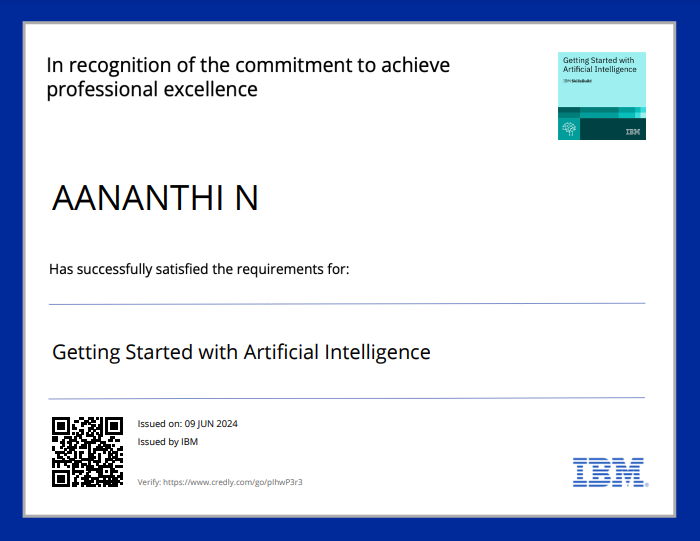 In recognition of the commitment to achieve
professional excellence
Getting Started with
Artificial Intelligence
IBM SkillsBuild
IBM
AANANTHI N
Has successfully satisfied the requirements for:
Getting Started with Artificial Intelligence
Issued on: 09 JUN 2024
Issued by IBM
Verify: https://www.credly.com/go/pIhwP3r3
IBM®